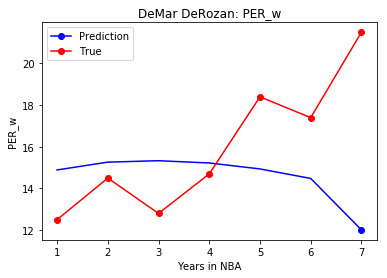 DeMar DeRozan: PER_w
Prediction
True
PER_w
20
18
16
14
12
1 2 3 4 5 6 7
Years in NBA